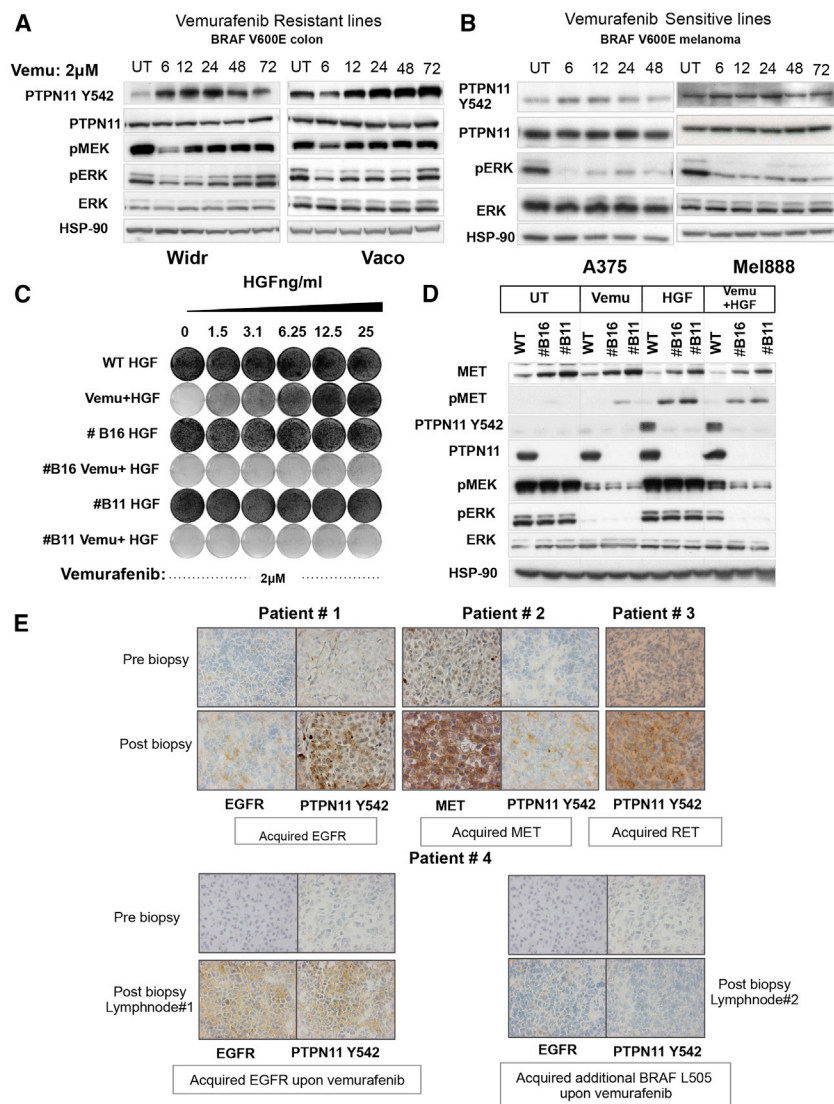 A
Vemurafenib Resistant lines
BRAF V600E colon
Vemu: 2µM
UT 6 12 24 48 72
UT 6 12 24 48 72
PTPN11 Y542
PTPN11
pMEK
pERK
ERK
HSP-90
Widr
Vaco
B
Vemurafenib Sensitive lines
BRAF V600E melanoma
UT 6 12 24 48
UT 6 12 24 48 72
PTPN11
Y542
PTPN11
pERK
ERK
HSP-90
A375
Mel888
C
HGFng/ml
0 1.5 3.1 6.25 12.5 25
WT HGF
Vemu+HGF
# B16 HGF
#B16 Vemu+ HGF
#B11 HGF
#B11 Vemu+ HGF
Vemurafenib:
2µM
D
UT Vemu HGF Vemu
+HGF
WT #B16 #B11 WT #B16 #B11 WT #B16 #B11 WT #B16 #B11
MET
pMET
PTPN11 Y542
PTPN11
pMEK
pERK
ERK
HSP-90
E
Patient # 1
Patient # 2
Patient # 3
Pre biopsy
Post biopsy
EGFR PTPN11 Y542
MET PTPN11 Y542
PTPN11 Y542
Acquired EGFR
Acquired MET
Acquired RET
Patient # 4
Pre biopsy
Pre biopsy
Post biopsy
Lymphnode#1
Post biopsy
Lymphnode#2
EGFR PTPN11 Y542
EGFR PTPN11 Y542
Acquired EGFR upon vemurafenib
Acquired additional BRAF L505
upon vemurafenib